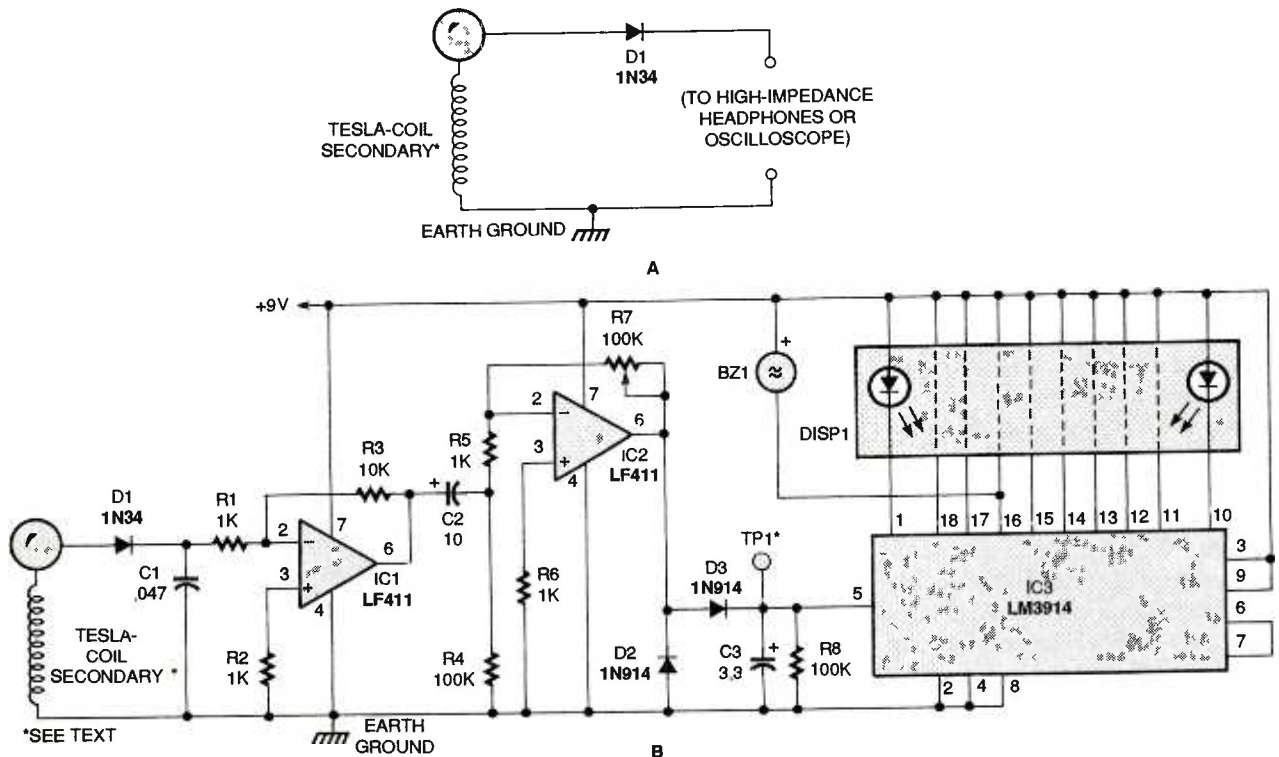 D1
1N34
(TO HIGH-IMPEDANCE
HEADPHONES OR
OSCILLOSCOPE)
TESLA-COIL
SECONDARY*
EARTH GROUND
A
+9V
R7
100K
BZ1
+
≈
DISP1
2
−
7
6
3
+
4
IC2
LF411
R5
1K
R3
10K
+
C2
10
D1
1N34
R1
1K
2
−
7
6
3
+
4
IC1
LF411
C1
.047
R2
1K
R4
100K
R6
1K
TESLA-
COIL
SECONDARY *
*SEE TEXT
EARTH
GROUND
TP1*
D3
1N914
D2
1N914
C3
3.3
+
R8
100K
1
18
17
16
15
14
13
12
11
10
5
IC3
LM3914
3
9
6
7
2
4
8
B